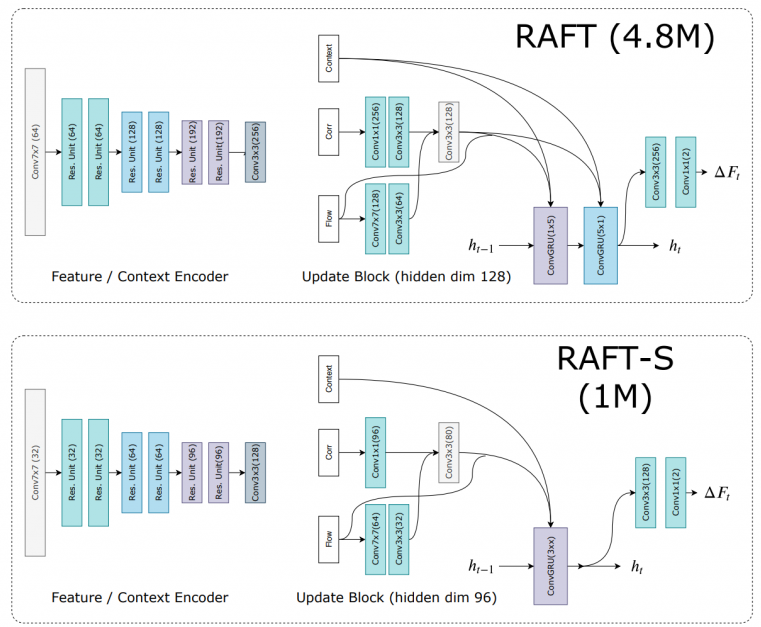 RAFT (4.8M)
Conv7x7 (64)
Res. Unit (64)
Res. Unit (64)
Res. Unit (128)
Res. Unit (128)
Res. Unit (192)
Res. Unit (192)
Conv3x3(256)
Feature / Context Encoder
Context
Corr
Conv1x1(256)
Conv3x3(128)
Conv3x3(128)
Flow
Conv7x7(128)
Conv3x3(64)
h_{t−1}
ConvGRU(1x5)
ConvGRU(5x1)
h_t
Conv3x3(256)
Conv1x1(2)
ΔF_t
Update Block (hidden dim 128)
RAFT-S
(1M)
Conv7x7 (32)
Res. Unit (32)
Res. Unit (32)
Res. Unit (64)
Res. Unit (64)
Res. Unit(96)
Res. Unit(96)
Conv3x3(128)
Feature / Context Encoder
Context
Corr
Conv1x1(96)
Conv3x3(80)
Flow
Conv7x7(64)
Conv3x3(32)
h_{t−1}
ConvGRU(3xx)
h_t
Conv3x3(128)
Conv1x1(2)
ΔF_t
Update Block (hidden dim 96)